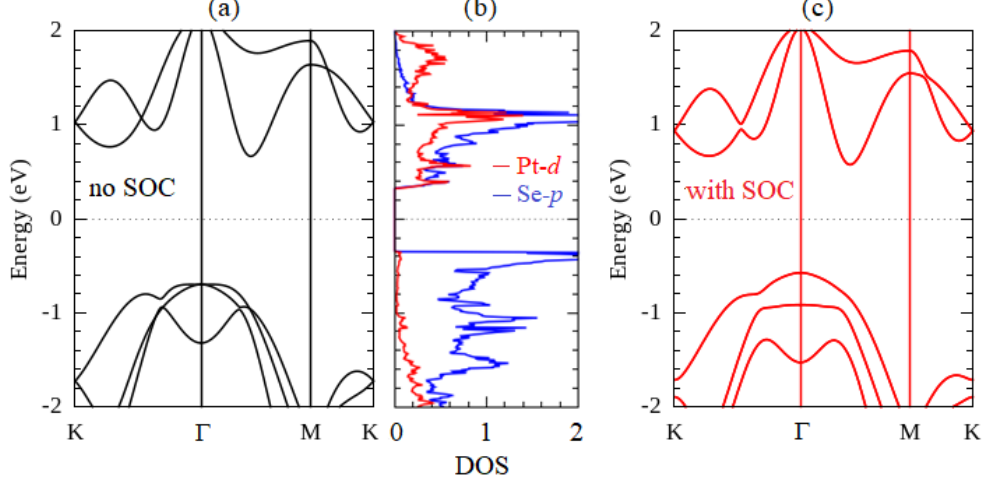 (a) (b) (c)
2 2
1 1
0 0
-1 -1
-2 -2
Energy (eV) Energy (eV)
no SOC
Pt-d
Se-p
with SOC
K Γ M K 0 1 2 K Γ M K
DOS